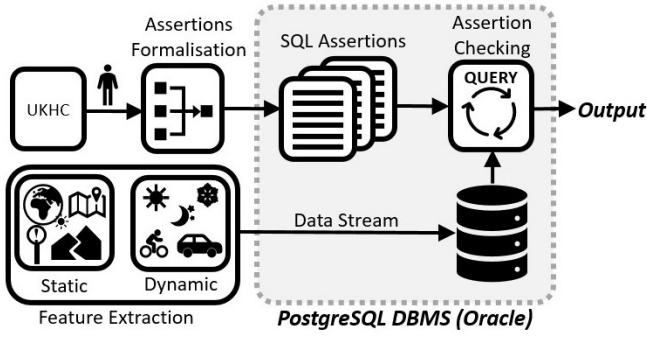 Assertions
Formalisation
SQL Assertions
Assertion
Checking
UKHC
QUERY
Output
Data Stream
Static
Dynamic
Feature Extraction
PostgreSQL DBMS (Oracle)